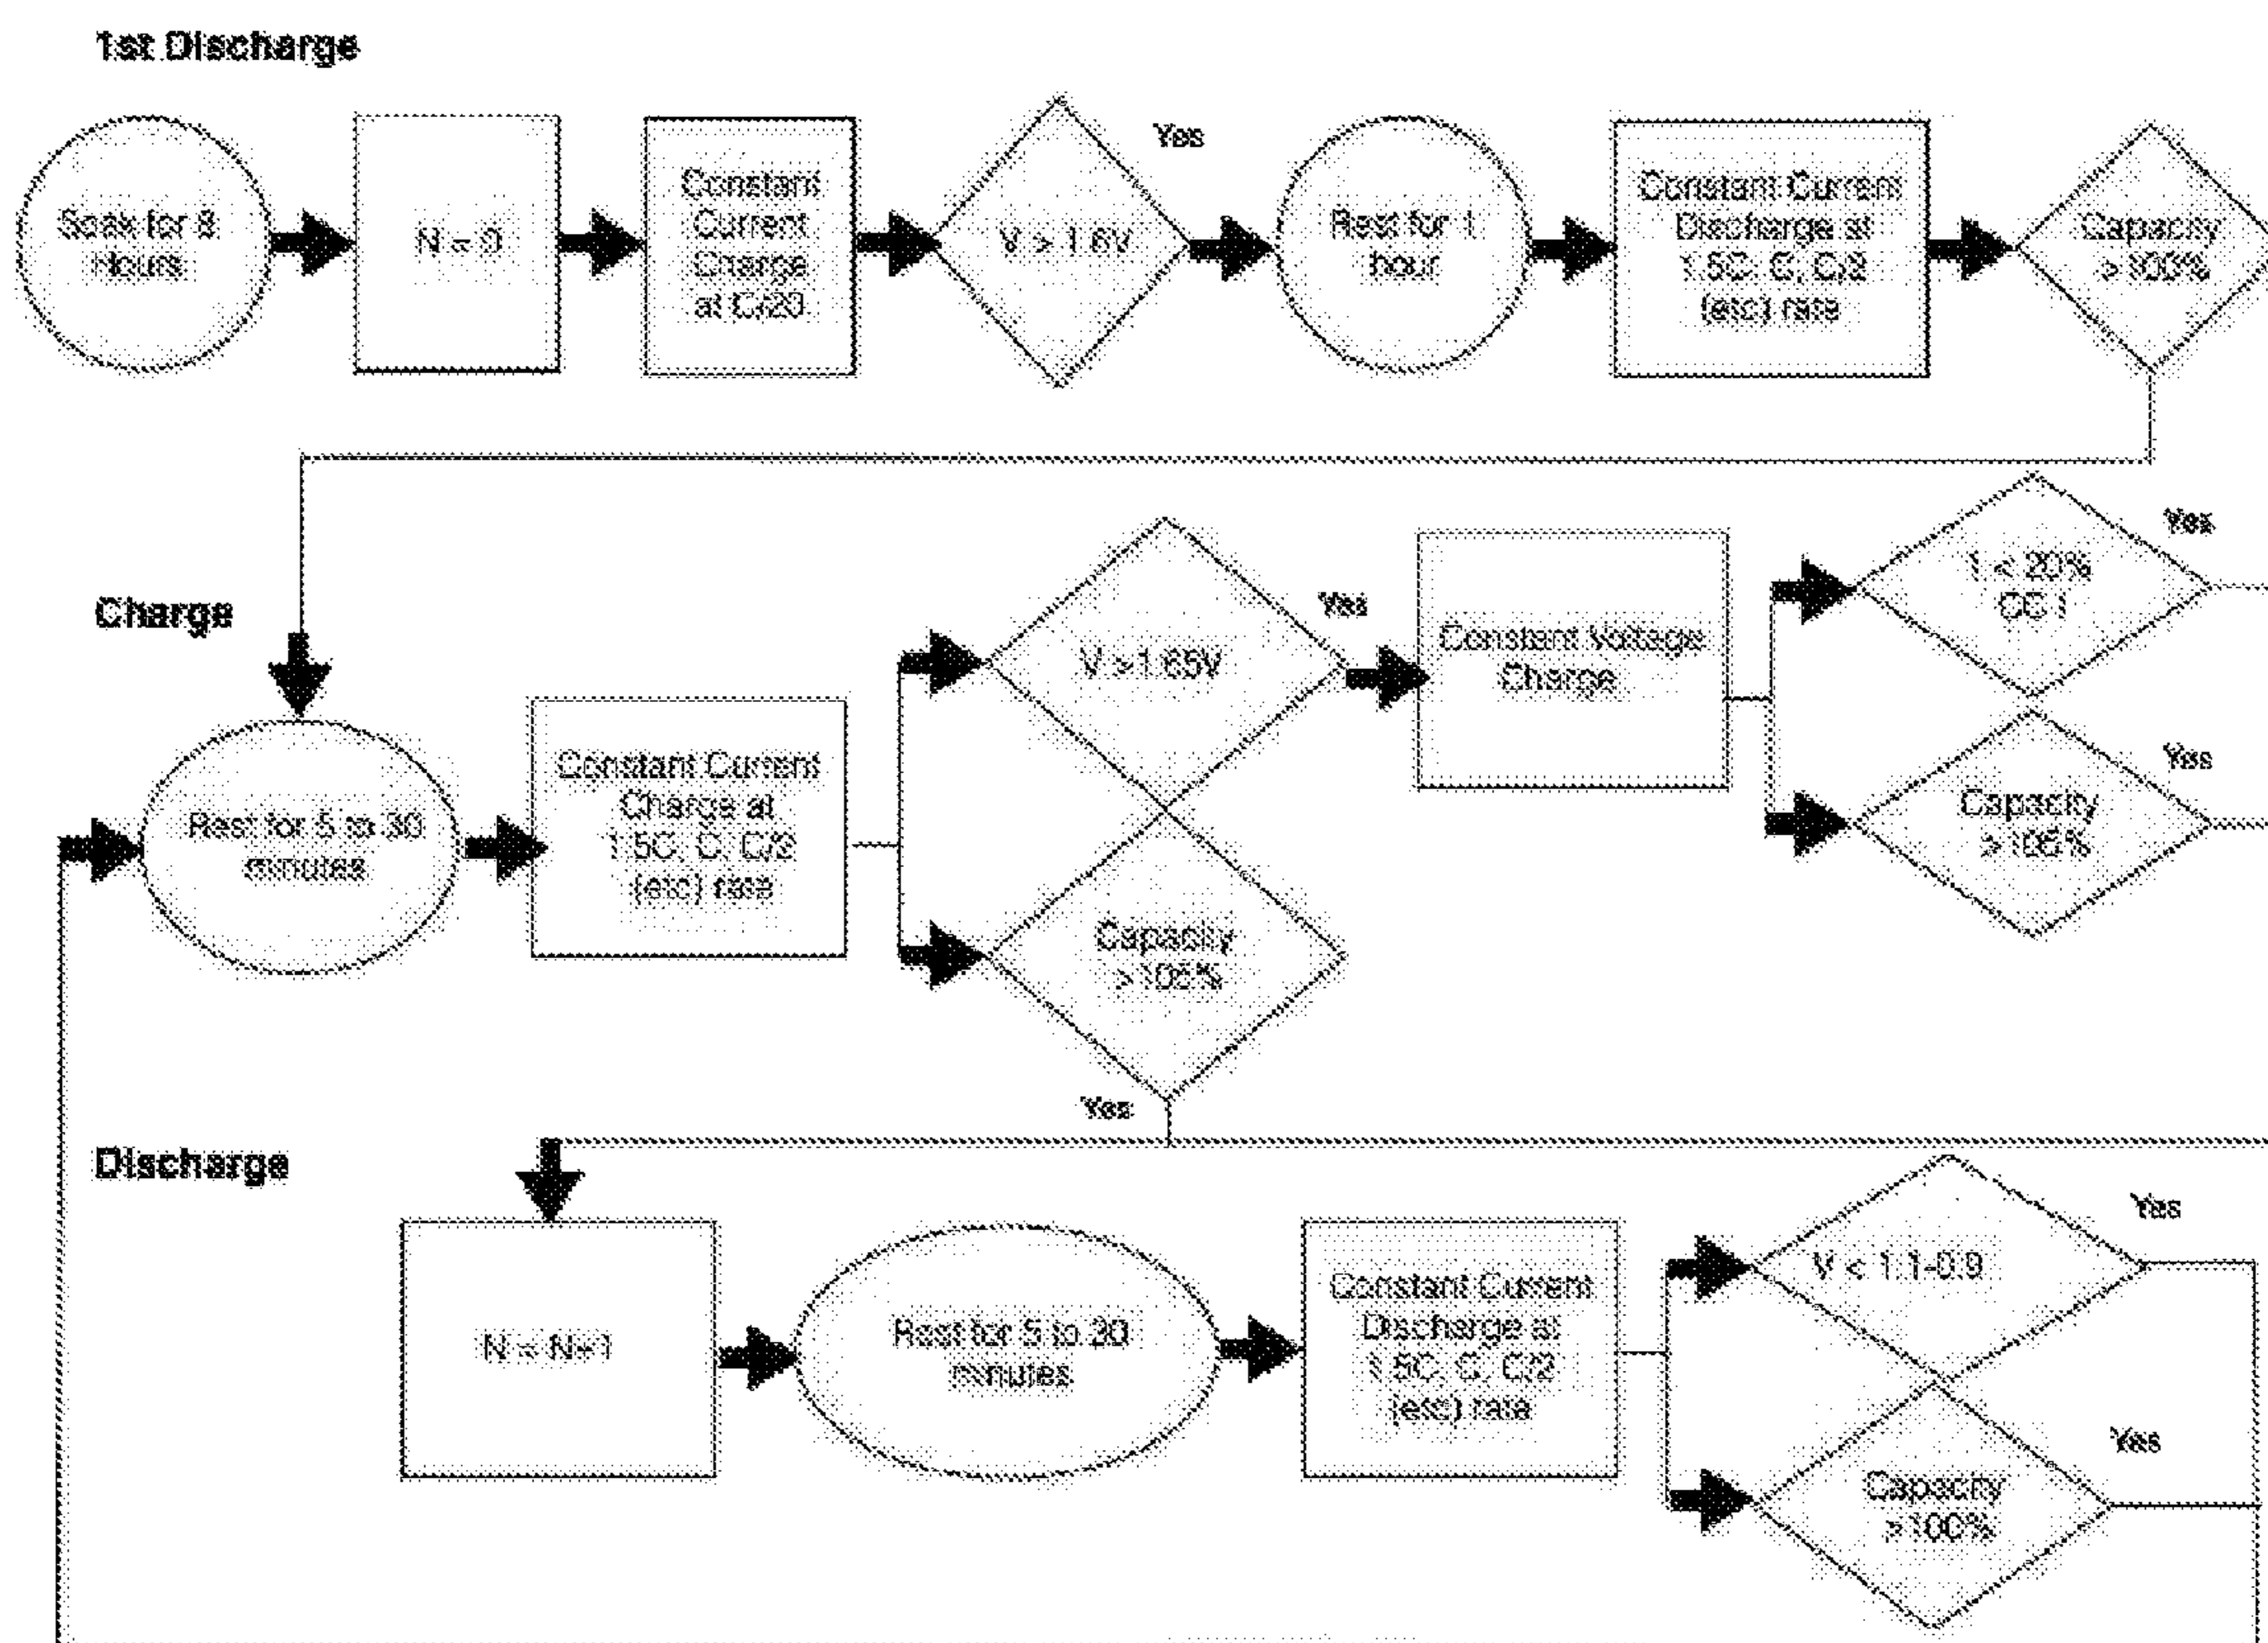 1st Discharge
Soak for 8
Hours
N = 0
Constant
Current
Charge
at C/20
V > 1.6V
Yes
Rest for 1
hour
Constant Current
Discharge at
1.5C, C, C/2
(etc) rate
Capacity
>100%
Charge
Rest for 5 to 30
minutes
Constant Current
Charge at
1.5C, C, C/2
(etc) rate
V >1.65V
Yes
Capacity
>105%
Yes
Constant Voltage
Charge
I < 20%
CC I
Yes
Capacity
>105%
Yes
Discharge
N = N+1
Rest for 5 to 30
minutes
Constant Current
Discharge at
1.5C, C, C/2
(etc) rate
V < 1.1-0.9
Yes
Capacity
>100%
Yes